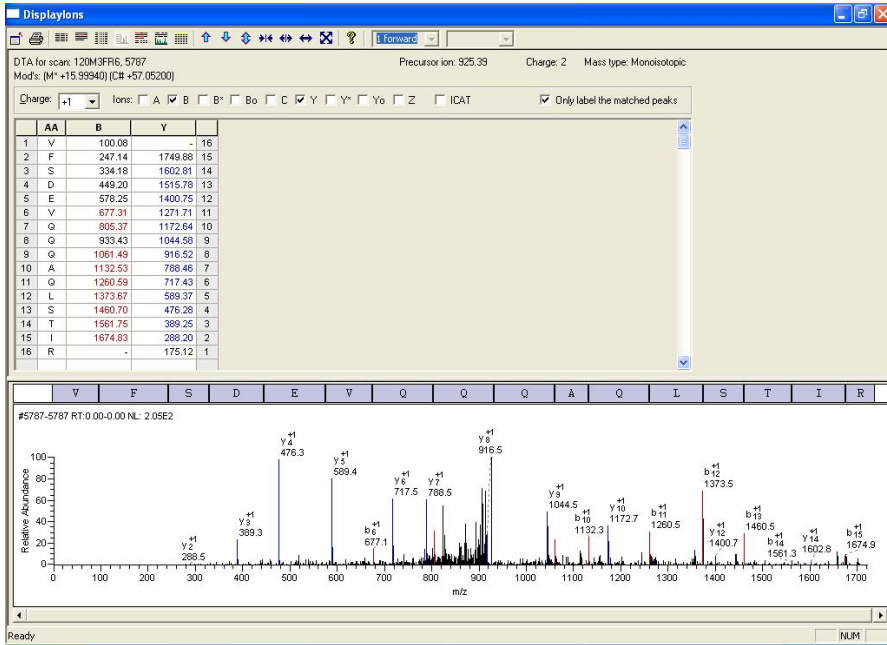 DisplayIons
1 Forward
DTA for scan: 120M3FR6, 5787 Precursor ion: 925.39 Charge: 2 Mass type: Monoisotopic
Mod's: (M* +15.99940) (C# +57.05200)
Charge: +1 Ions: A B B* Bo C Y Y* Yo Z ICAT Only label the matched peaks
AA B Y
1 V 100.08 - 16
2 F 247.14 1749.88 15
3 S 334.18 1602.81 14
4 D 449.20 1515.78 13
5 E 578.25 1400.75 12
6 V 677.31 1271.71 11
7 Q 805.37 1172.64 10
8 Q 933.43 1044.58 9
9 Q 1061.49 916.52 8
10 A 1132.53 788.46 7
11 Q 1260.59 717.43 6
12 L 1373.67 589.37 5
13 S 1460.70 476.28 4
14 T 1561.75 389.25 3
15 I 1674.83 288.20 2
16 R - 175.12 1
V F S D E V Q Q Q A Q L S T I R
#5787-5787 RT:0.00-0.00 NL: 2.05E2
Relative Abundance
100
80
60
40
20
0
y2 +1
288.5
y3 +1
389.3
y4 +1
476.3
y5 +1
589.4
b6 +1
677.1
y6 +1
717.5
y7 +1
788.5
y8 +1
916.5
y9 +1
1044.5
b10 +1
1132.3
y10 +1
1172.7
b11 +1
1260.5
b12 +1
1373.5
y12 +1
1400.7
b13 +1
1460.5
b14 +1
1561.3
y14 +1
1602.8
b15 +1
1674.9
0 100 200 300 400 500 600 700 800 900 1000 1100 1200 1300 1400 1500 1600 1700
m/z
Ready NUM